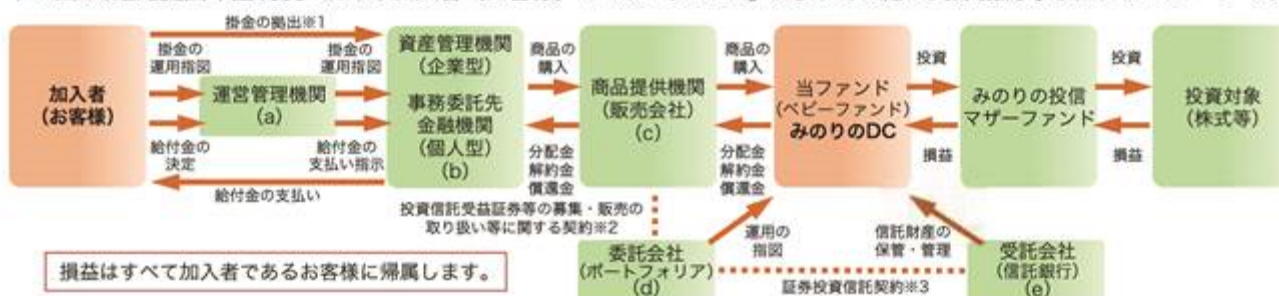 掛金の拠出※1
加入者
(お客様)
掛金の
運用指図
運営管理機関
(a)
掛金の
運用指図
給付金の
決定
給付金の
支払い指示
給付金の支払い
資産管理機関
(企業型)
事務委託先
金融機関
(個人型)
(b)
商品の
購入
分配金
解約金
償還金
商品提供機関
(販売会社)
(c)
商品の
購入
分配金
解約金
償還金
当ファンド
(ベビーファンド)
みのりのDC
投資
損益
みのりの投信
マザーファンド
投資
損益
投資対象
(株式等)
投資信託受益証券等の募集・販売の
取り扱い等に関する契約※2
委託会社
(ポートフォリア)
(d)
運用の
指図
信託財産の
保管・管理
受託会社
(信託銀行)
(e)
証券投資信託契約※3
損益はすべて加入者であるお客様に帰属します。